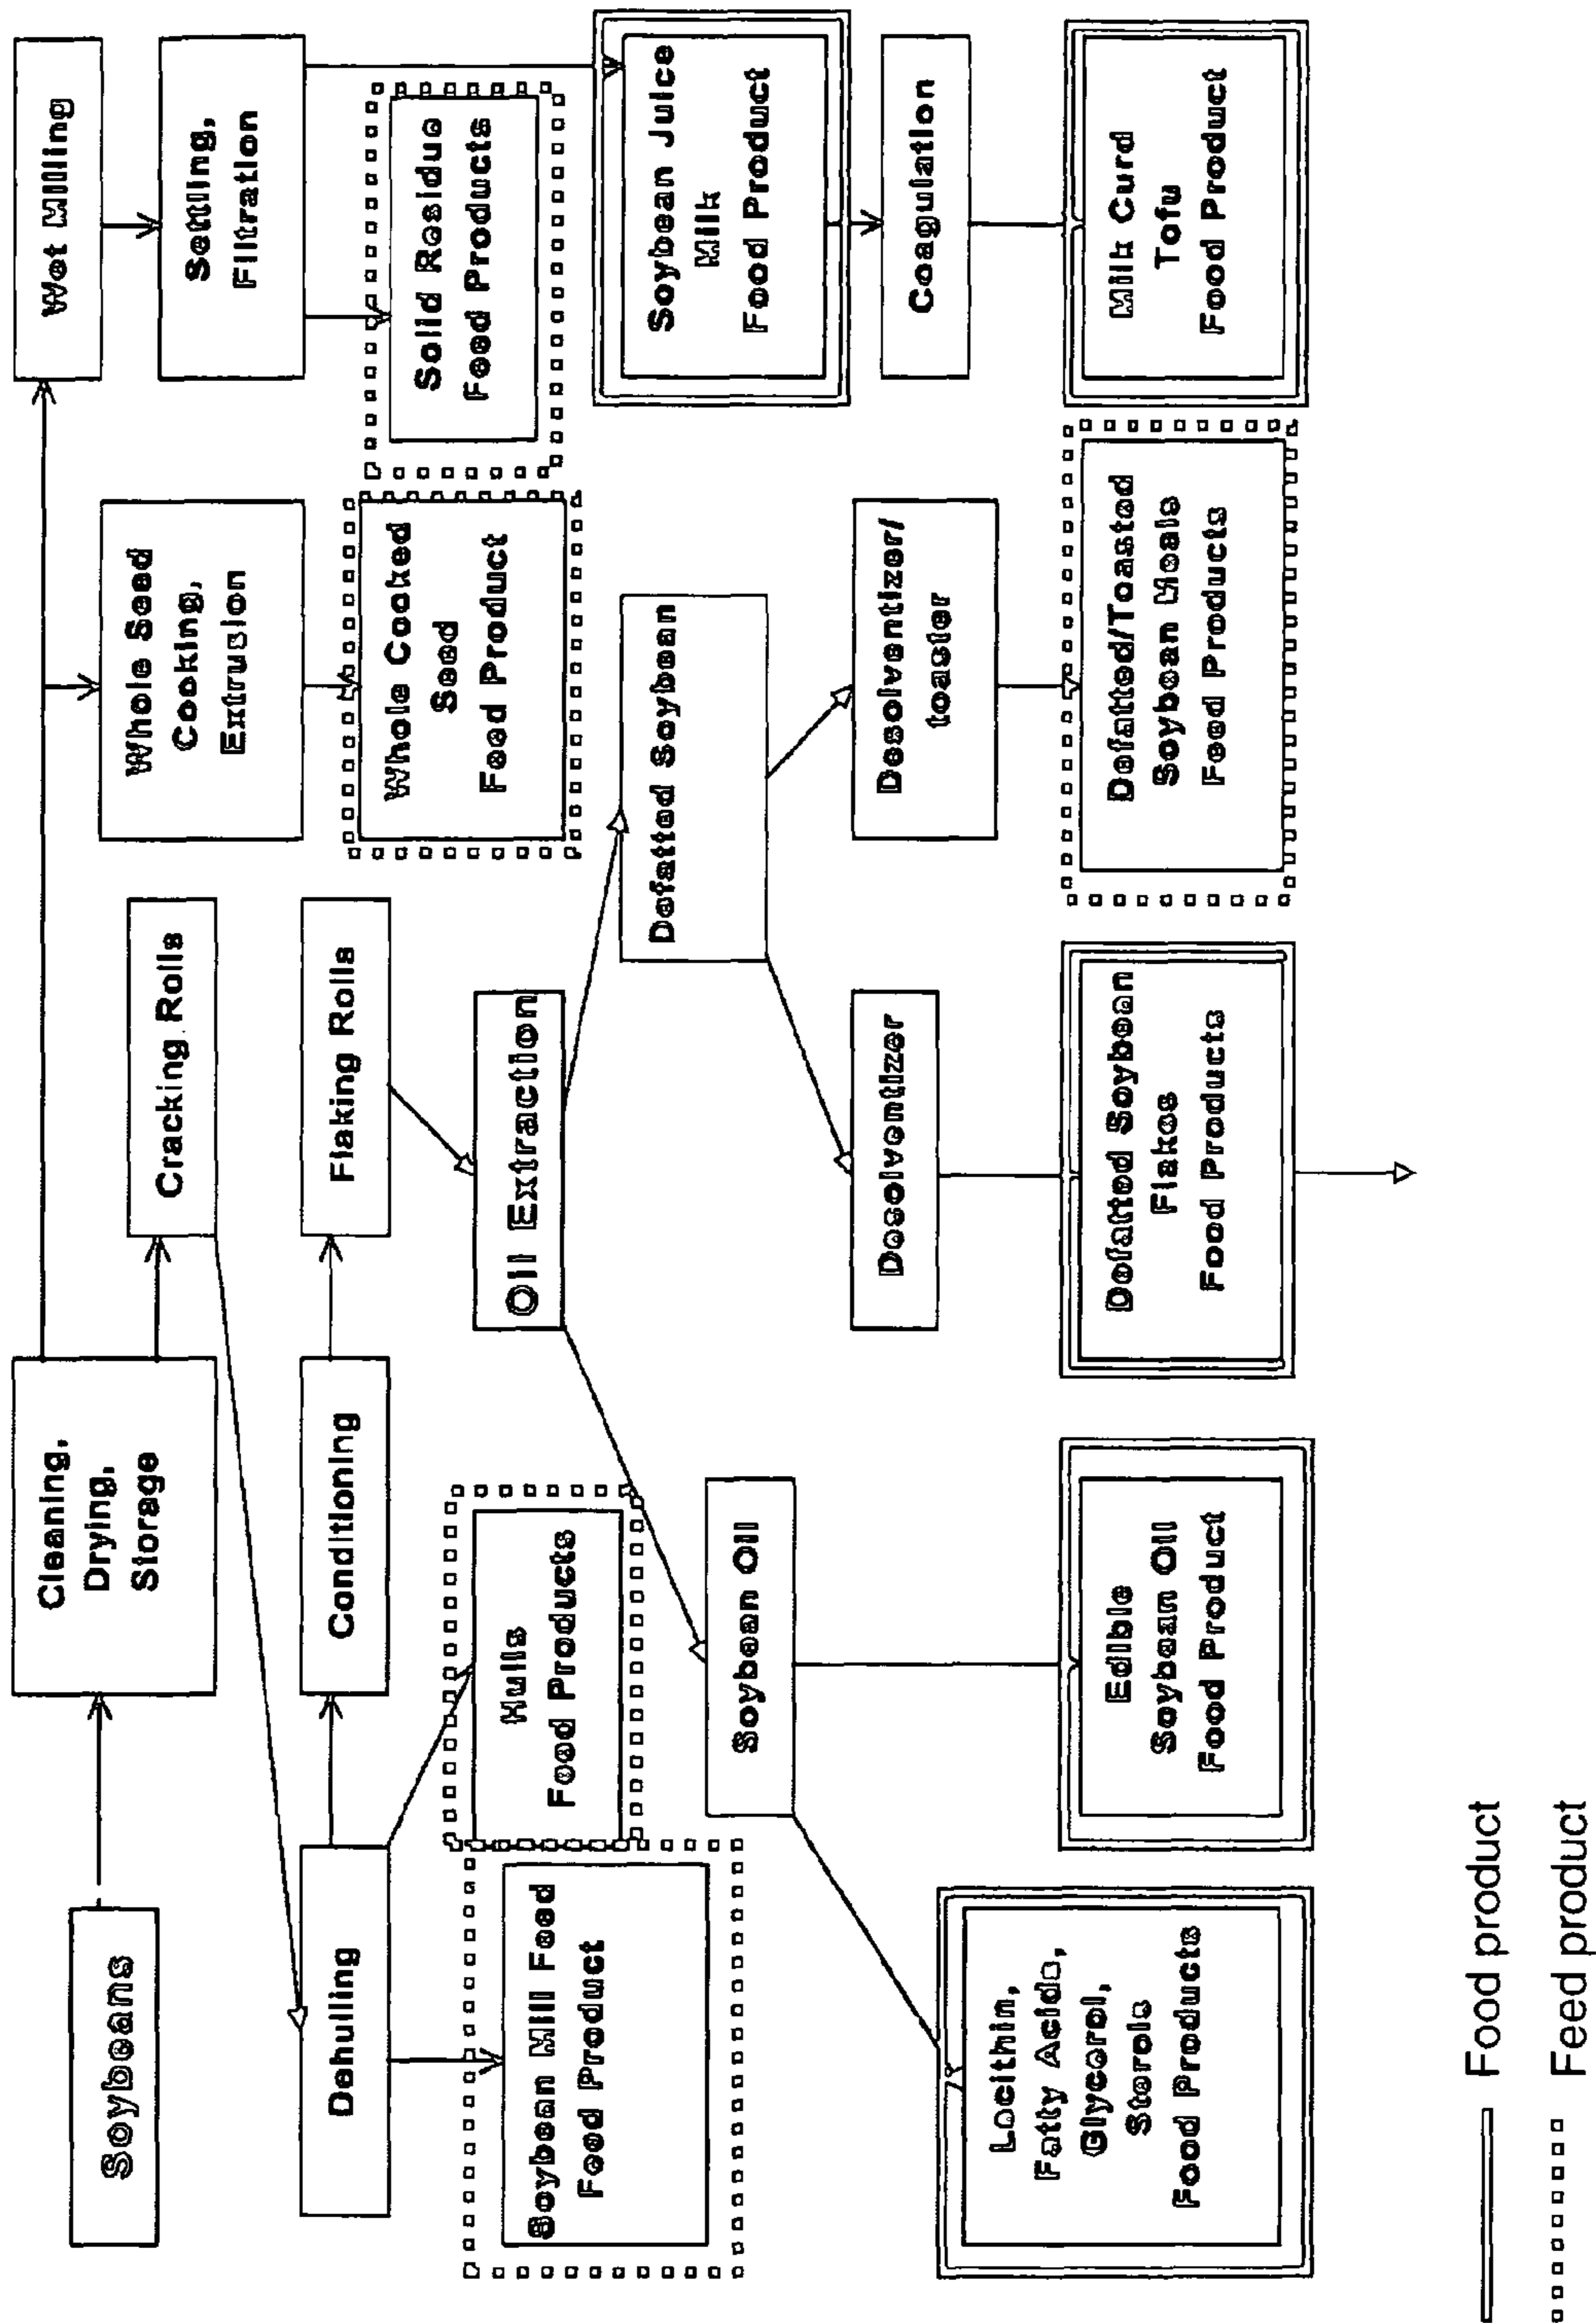 Soybeans
Cleaning,
Drying,
Storage
Wet Milling
Cracking Rolls
Whole Seed
Cooking,
Extrusion
Settling,
Filtration
Dehulling
Conditioning
Flaking Rolls
Whole Cooked
Seed
Feed Product
Solid Residue
Feed Products
Soybean Mill Feed
Feed Product
Hulls
Feed Products
Oil Extraction
Defatted Soybean
Soybean Juice
Milk
Food Product
Soybean Oil
Desolventizer
Desolventizer/
toaster
Coagulation
Lecithin,
Fatty Acids,
Glycerol,
Sterols
Food Products
Edible
Soybean Oil
Food Product
Defatted Soybean
Flakes
Food Products
Defatted/Toasted
Soybean Meals
Feed Products
Milk Curd
Tofu
Food Product
Food product
Feed product